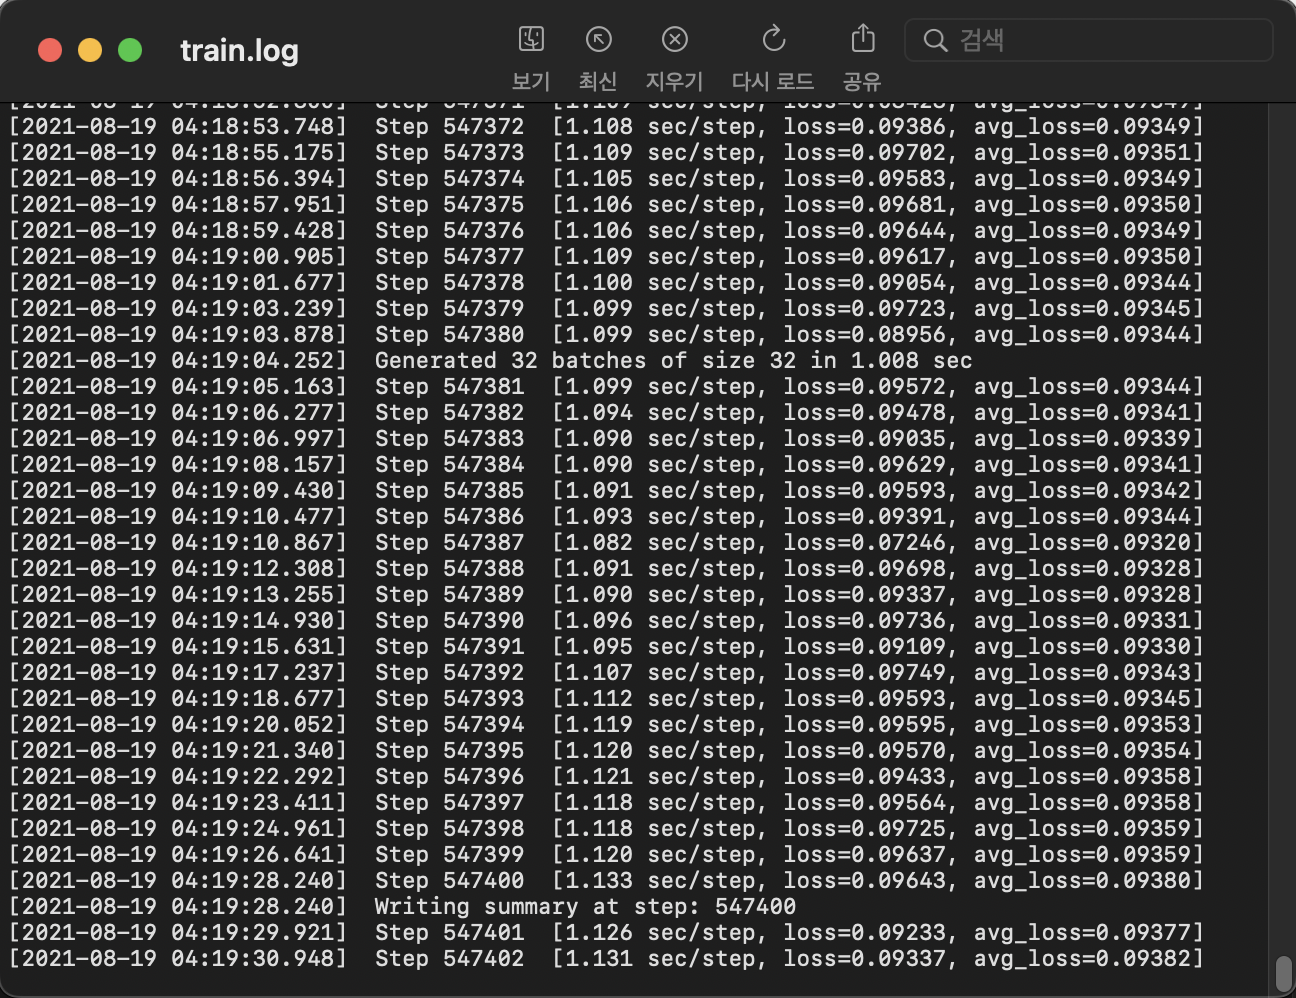 train.log
보기 최신 지우기 다시 로드 공유 검색
[2021-08-19 04:18:53.748] Step 547372 [1.108 sec/step, loss=0.09386, avg_loss=0.09349]
[2021-08-19 04:18:55.175] Step 547373 [1.109 sec/step, loss=0.09702, avg_loss=0.09351]
[2021-08-19 04:18:56.394] Step 547374 [1.105 sec/step, loss=0.09583, avg_loss=0.09349]
[2021-08-19 04:18:57.951] Step 547375 [1.106 sec/step, loss=0.09681, avg_loss=0.09350]
[2021-08-19 04:18:59.428] Step 547376 [1.106 sec/step, loss=0.09644, avg_loss=0.09349]
[2021-08-19 04:19:00.905] Step 547377 [1.109 sec/step, loss=0.09617, avg_loss=0.09350]
[2021-08-19 04:19:01.677] Step 547378 [1.100 sec/step, loss=0.09054, avg_loss=0.09344]
[2021-08-19 04:19:03.239] Step 547379 [1.099 sec/step, loss=0.09723, avg_loss=0.09345]
[2021-08-19 04:19:03.878] Step 547380 [1.099 sec/step, loss=0.08956, avg_loss=0.09344]
[2021-08-19 04:19:04.252] Generated 32 batches of size 32 in 1.008 sec
[2021-08-19 04:19:05.163] Step 547381 [1.099 sec/step, loss=0.09572, avg_loss=0.09344]
[2021-08-19 04:19:06.277] Step 547382 [1.094 sec/step, loss=0.09478, avg_loss=0.09341]
[2021-08-19 04:19:06.997] Step 547383 [1.090 sec/step, loss=0.09035, avg_loss=0.09339]
[2021-08-19 04:19:08.157] Step 547384 [1.090 sec/step, loss=0.09629, avg_loss=0.09341]
[2021-08-19 04:19:09.430] Step 547385 [1.091 sec/step, loss=0.09593, avg_loss=0.09342]
[2021-08-19 04:19:10.477] Step 547386 [1.093 sec/step, loss=0.09391, avg_loss=0.09344]
[2021-08-19 04:19:10.867] Step 547387 [1.082 sec/step, loss=0.07246, avg_loss=0.09320]
[2021-08-19 04:19:12.308] Step 547388 [1.091 sec/step, loss=0.09698, avg_loss=0.09328]
[2021-08-19 04:19:13.255] Step 547389 [1.090 sec/step, loss=0.09337, avg_loss=0.09328]
[2021-08-19 04:19:14.930] Step 547390 [1.096 sec/step, loss=0.09736, avg_loss=0.09331]
[2021-08-19 04:19:15.631] Step 547391 [1.095 sec/step, loss=0.09109, avg_loss=0.09330]
[2021-08-19 04:19:17.237] Step 547392 [1.107 sec/step, loss=0.09749, avg_loss=0.09343]
[2021-08-19 04:19:18.677] Step 547393 [1.112 sec/step, loss=0.09593, avg_loss=0.09345]
[2021-08-19 04:19:20.052] Step 547394 [1.119 sec/step, loss=0.09595, avg_loss=0.09353]
[2021-08-19 04:19:21.340] Step 547395 [1.120 sec/step, loss=0.09570, avg_loss=0.09354]
[2021-08-19 04:19:22.292] Step 547396 [1.121 sec/step, loss=0.09433, avg_loss=0.09358]
[2021-08-19 04:19:23.411] Step 547397 [1.118 sec/step, loss=0.09564, avg_loss=0.09358]
[2021-08-19 04:19:24.961] Step 547398 [1.118 sec/step, loss=0.09725, avg_loss=0.09359]
[2021-08-19 04:19:26.641] Step 547399 [1.120 sec/step, loss=0.09637, avg_loss=0.09359]
[2021-08-19 04:19:28.240] Step 547400 [1.133 sec/step, loss=0.09643, avg_loss=0.09380]
[2021-08-19 04:19:28.240] Writing summary at step: 547400
[2021-08-19 04:19:29.921] Step 547401 [1.126 sec/step, loss=0.09233, avg_loss=0.09377]
[2021-08-19 04:19:30.948] Step 547402 [1.131 sec/step, loss=0.09337, avg_loss=0.09382]